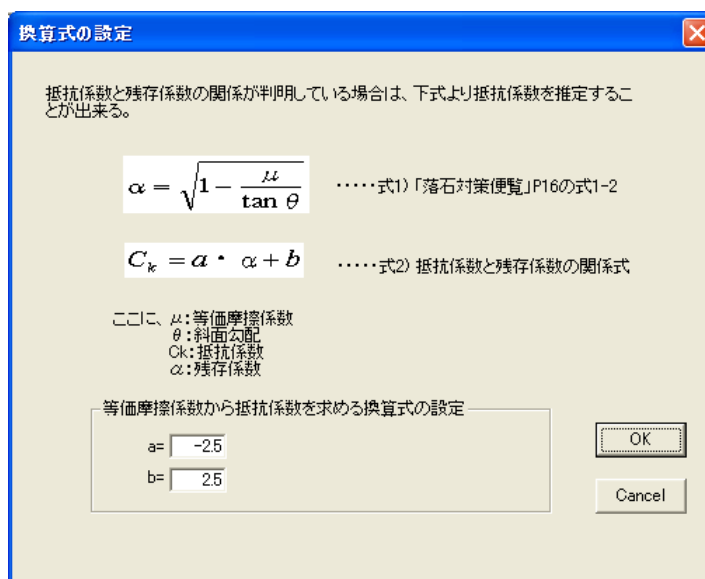 換算式の設定
抵抗係数と残存係数の関係が判明している場合は、下式より抵抗係数を推定するこ
とが出来る。
α = √(1 − μ / tan θ) ・・・・・式1) 「落石対策便覧」P16の式1-2
C_k = a・ α + b ・・・・・式2) 抵抗係数と残存係数の関係式
ここに、μ:等価摩擦係数
θ:斜面勾配
Ck:抵抗係数
α:残存係数
等価摩擦係数から抵抗係数を求める換算式の設定
a= -2.5
b= 2.5
OK
Cancel